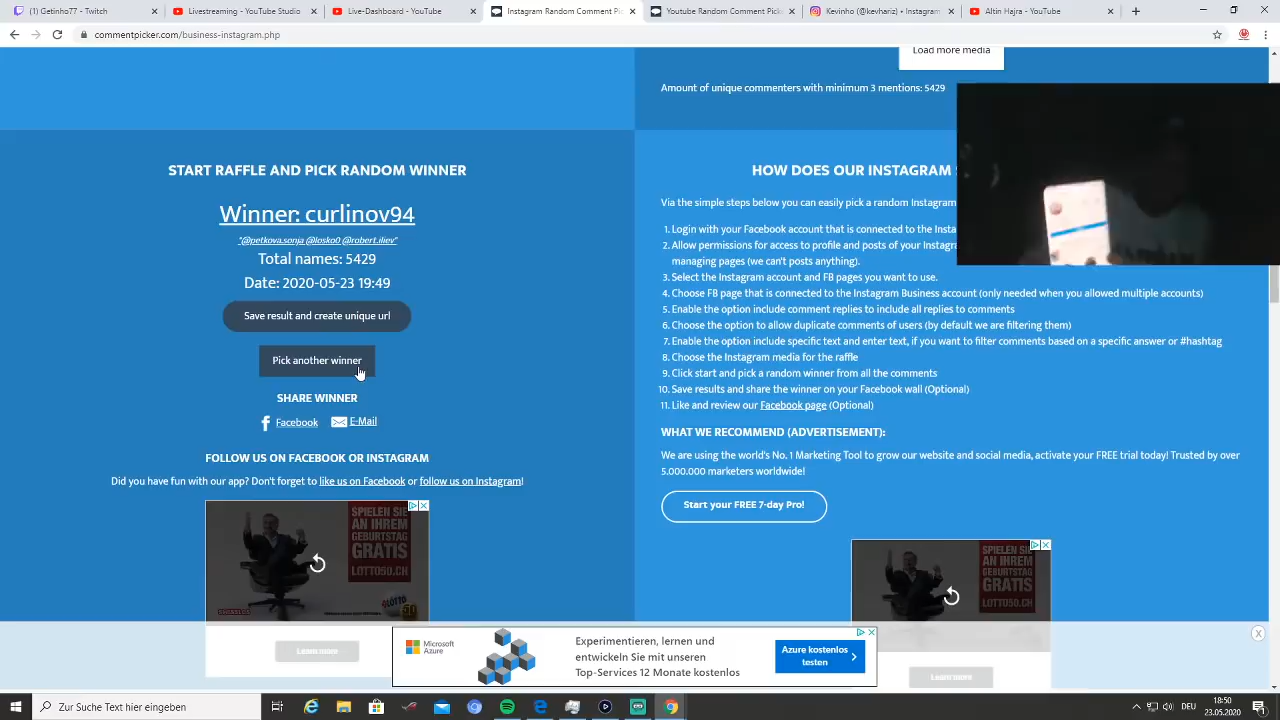 Getinho77 - Twitch
Livestreaming - YouTube Studio
Live-Dashboard - YouTube
Instagram Random Comment Pi
Youtube Random Comment Picke
Kevinho (@kevhariz) • Instagram
Altin Hajra - YouTube
commentpicker.com/business-instagram.php
Load more media
Amount of unique commenters with minimum 3 mentions: 5429
START RAFFLE AND PICK RANDOM WINNER
Winner: curlinov94
"@petkova.sonja @losko0 @robert.iliev"
Total names: 5429
Date: 2020-05-23 19:49
Save result and create unique url
Pick another winner
SHARE WINNER
Facebook E-Mail
FOLLOW US ON FACEBOOK OR INSTAGRAM
Did you have fun with our app? Don't forget to like us on Facebook or follow us on Instagram!
SPIELEN SIE
AN IHREM
GEBURTSTAG
GRATIS
LOTTO50.CH
Learn more
HOW DOES OUR INSTAGRAM
Via the simple steps below you can easily pick a random Instagram
1. Login with your Facebook account that is connected to the Insta
2. Allow permissions for access to profile and posts of your Instagra
managing pages (we can't posts anything).
3. Select the Instagram account and FB pages you want to use.
4. Choose FB page that is connected to the Instagram Business account (only needed when you allowed multiple accounts)
5. Enable the option include comment replies to include all replies to comments
6. Choose the option to allow duplicate comments of users (by default we are filtering them)
7. Enable the option include specific text and enter text, if you want to filter comments based on a specific answer or #hashtag
8. Choose the Instagram media for the raffle
9. Click start and pick a random winner from all the comments
10. Save results and share the winner on your Facebook wall (Optional)
11. Like and review our Facebook page (Optional)
WHAT WE RECOMMEND (ADVERTISEMENT):
We are using the world's No. 1 Marketing Tool to grow our website and social media, activate your FREE trial today! Trusted by over
5.000.000 marketers worldwide!
Start your FREE 7-day Pro!
SPIELEN SIE
AN IHREM
GEBURTSTAG
GRATIS
LOTTO50.CH
Learn more
Microsoft
Azure
Experimentieren, lernen und
entwickeln Sie mit unseren
Top-Services 12 Monate kostenlos
Azure kostenlos
testen
Zur Suche Text hier eingeben
DEU
18:50
23.05.2020